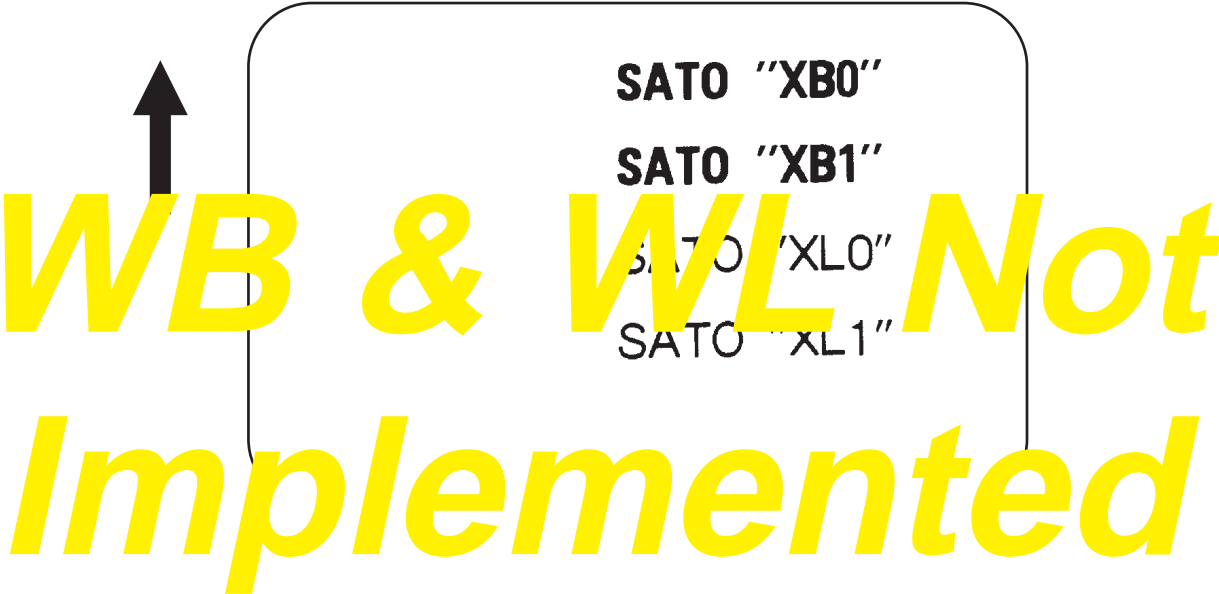 SATO "XB0"
SATO "XB1"
SATO "XL0"
SATO "XL1"
WB & WL Not
Implemented